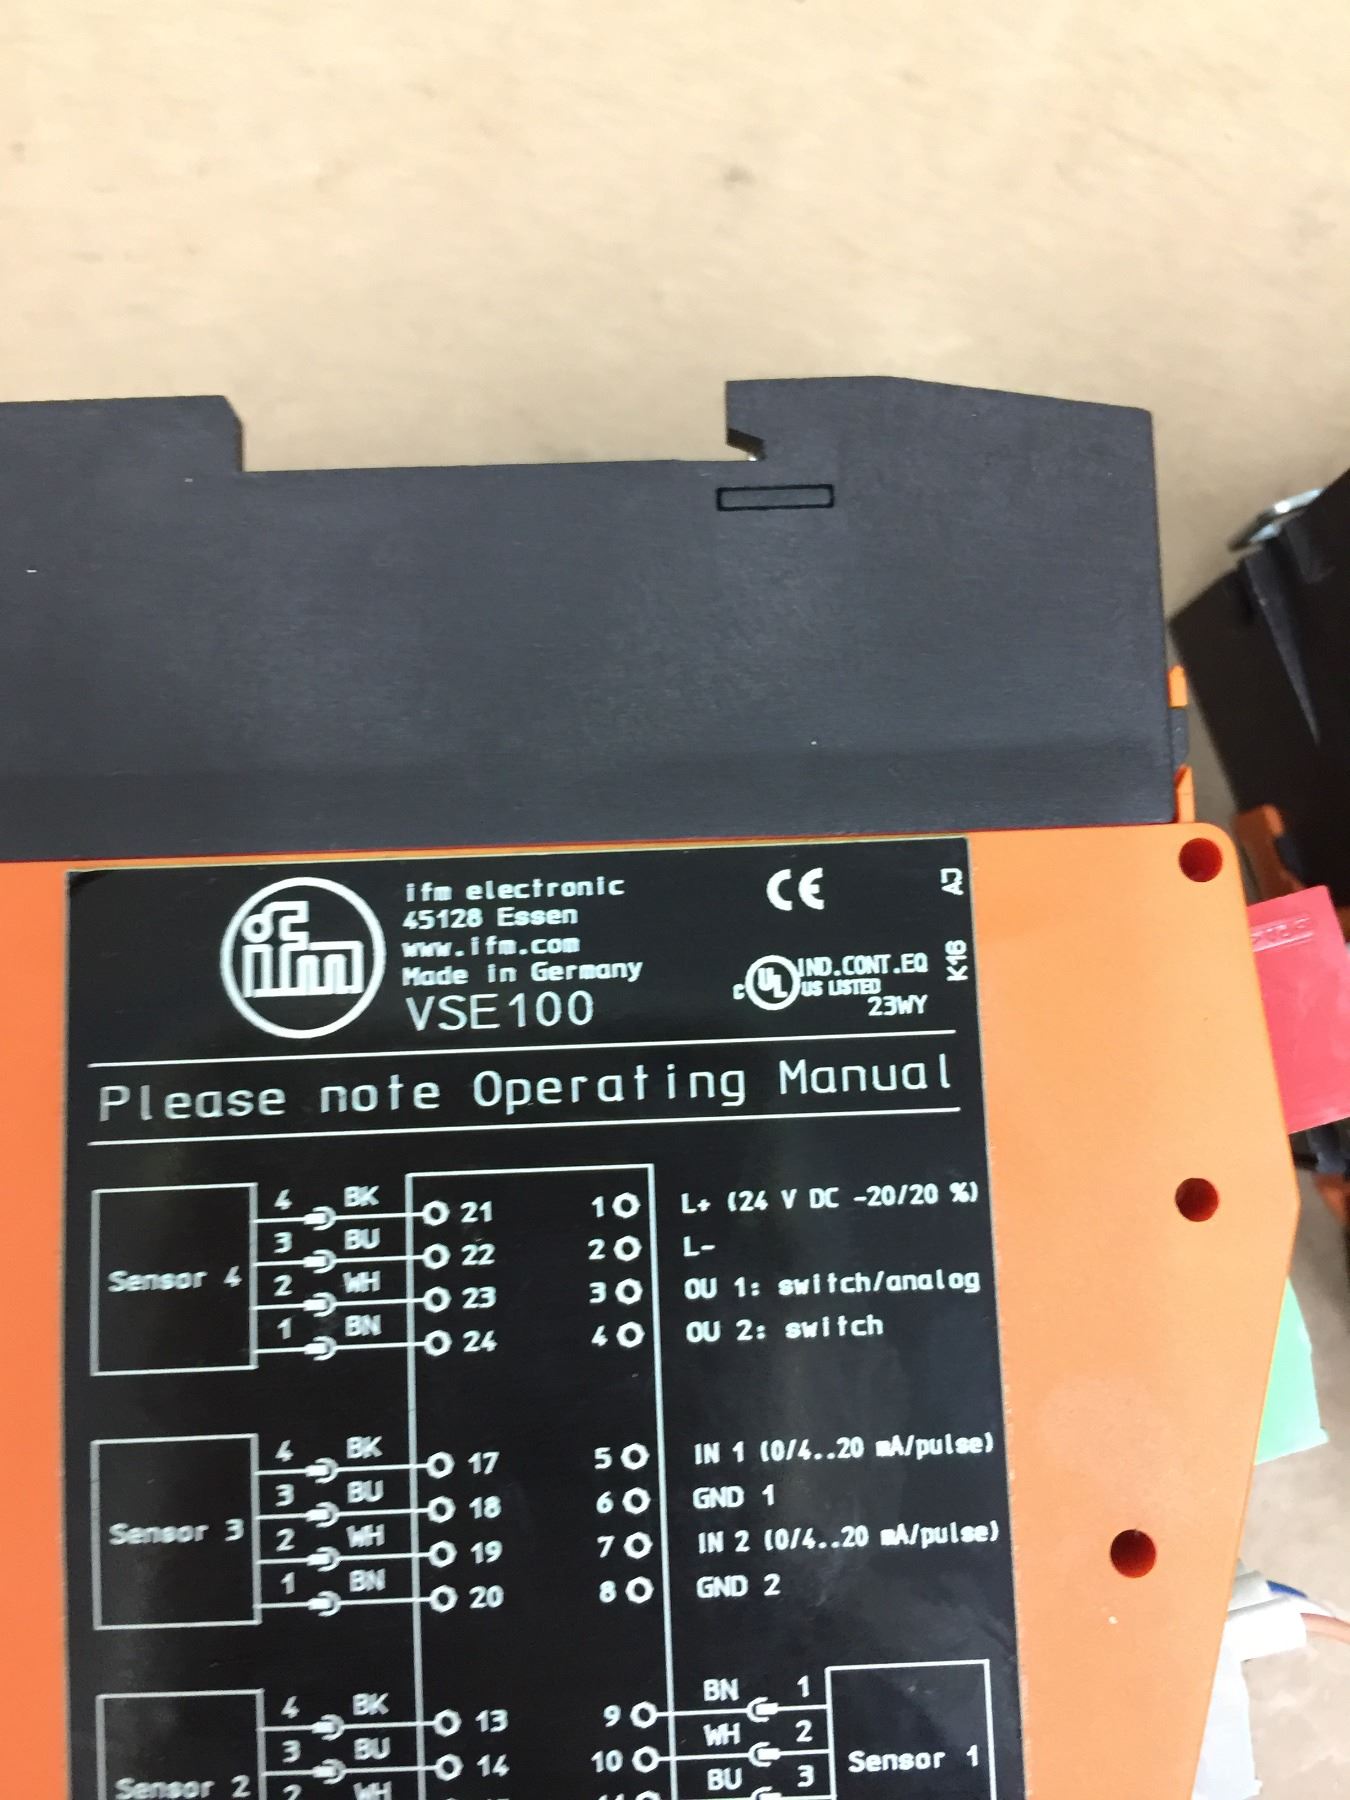 ifm
ifm electronic
45128 Essen
www.ifm.com
Made in Germany
VSE100
CE
AJ
K16
c UL US LISTED
IND.CONT.EQ
23WY
Please note Operating Manual
Sensor 4
4 BK 21
3 BU 22
2 WH 23
1 BN 24
1 L+ (24 V DC -20/20 %)
2 L-
3 OU 1: switch/analog
4 OU 2: switch
Sensor 3
4 BK 17
3 BU 18
2 WH 19
1 BN 20
5 IN 1 (0/4..20 mA/pulse)
6 GND 1
7 IN 2 (0/4..20 mA/pulse)
8 GND 2
Sensor 2
4 BK 13
3 BU 14
2 WH
9 BN 1
10 WH 2
BU 3
Sensor 1